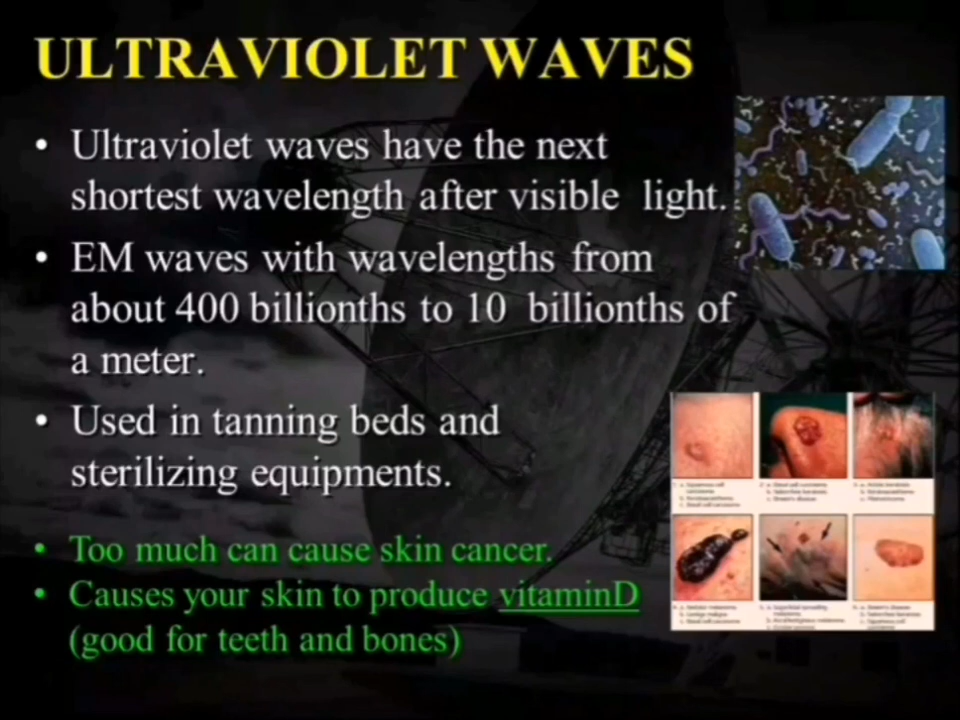 ULTRAVIOLET WAVES
• Ultraviolet waves have the next
shortest wavelength after visible light.
• EM waves with wavelengths from
about 400 billionths to 10 billionths of
a meter.
• Used in tanning beds and
sterilizing equipments.
• Too much can cause skin cancer.
• Causes your skin to produce vitaminD
(good for teeth and bones)